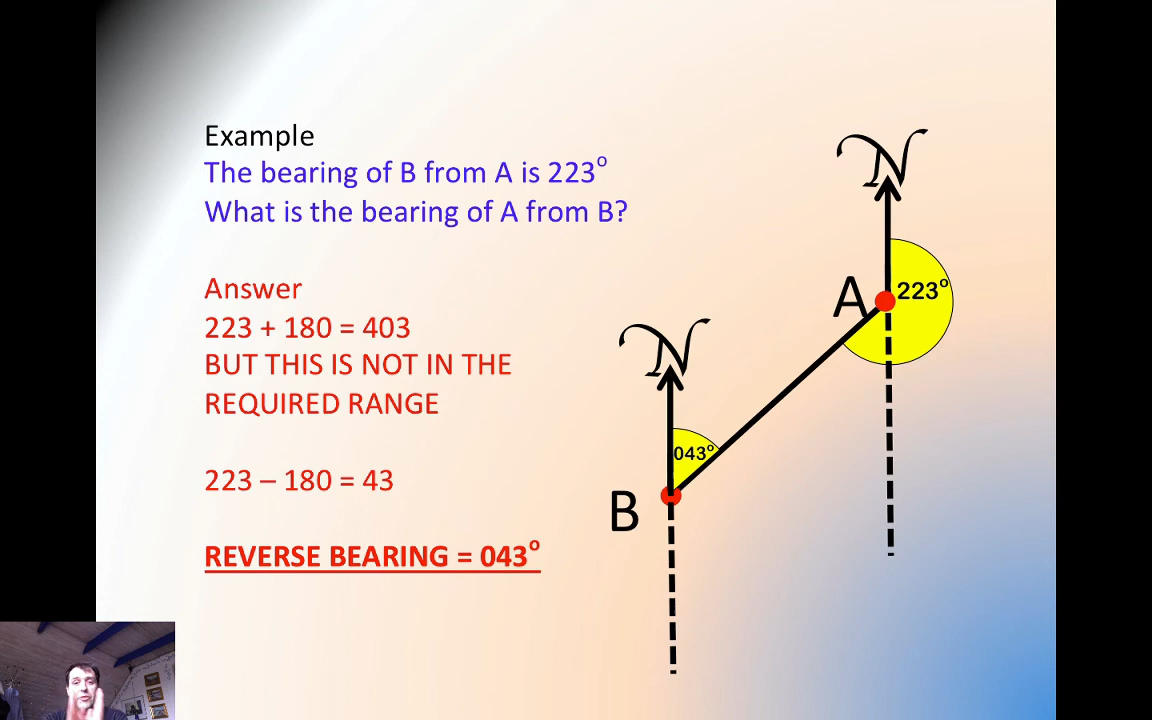 Example
The bearing of B from A is 223°
What is the bearing of A from B?
Answer
223 + 180 = 403
BUT THIS IS NOT IN THE
REQUIRED RANGE
223 – 180 = 43
REVERSE BEARING = 043°
N
A
223°
N
043°
B